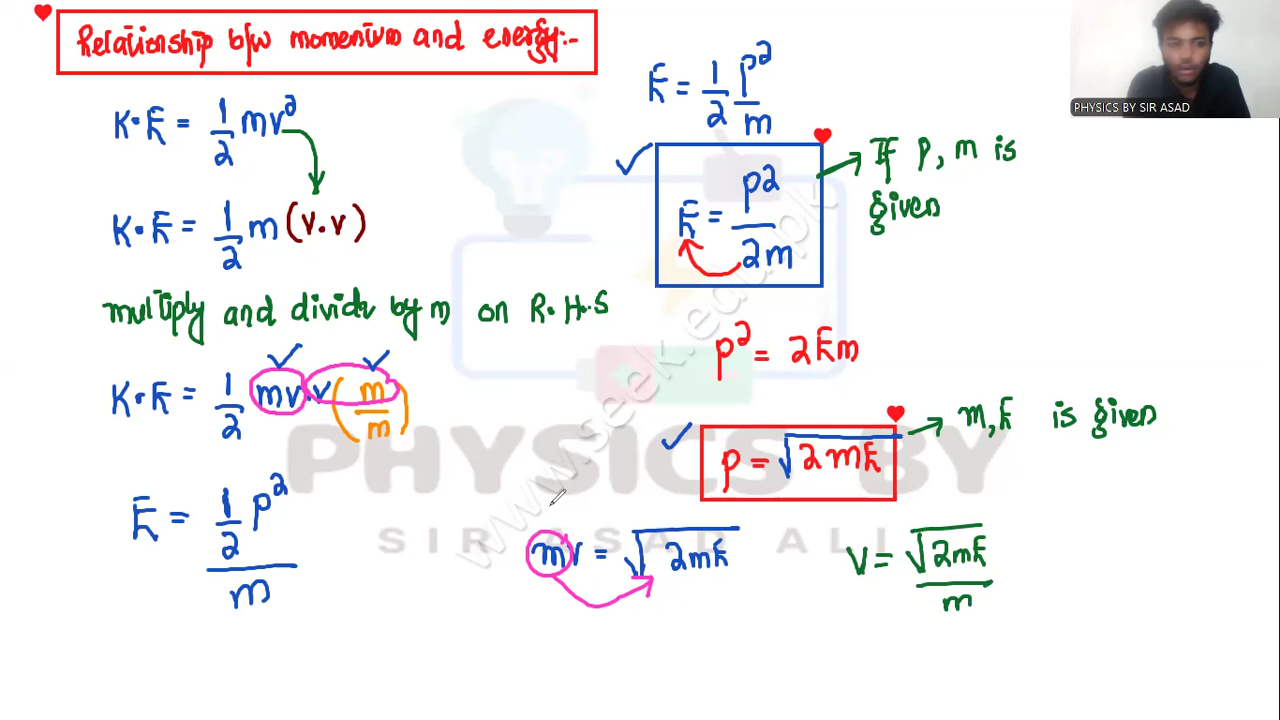 Relationship b/w momentum and energy:-
K.E = 1/2 mv²
K.E = 1/2 m (v.v)
multiply and divide by m on R.H.S
K.E = 1/2 mv.v (m/m)
E = 1/2 p² / m
E = 1/2 p²/m
E = p2/2m
If p, m is
given
p² = 2Em
p = √2mE
m,E is given
mv = √2mE
v = √2mE / m
PHYSICS BY SIR ASAD
PHYSICS BY
SIR ASAD ALI
www.seek.edu.pk